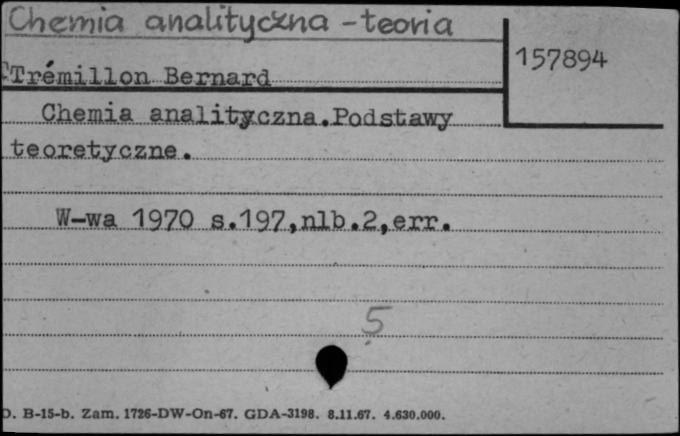 Chemia analityczna - teoria
157894
Trémillon Bernard
Chemia analityczna.Podstawy
teoretyczne.
W-wa 1970 s.197,nlb.2,err.
5
D. B-15-b. Zam. 1726-DW-On-67. GDA-3198. 8.11.67. 4.630.000.